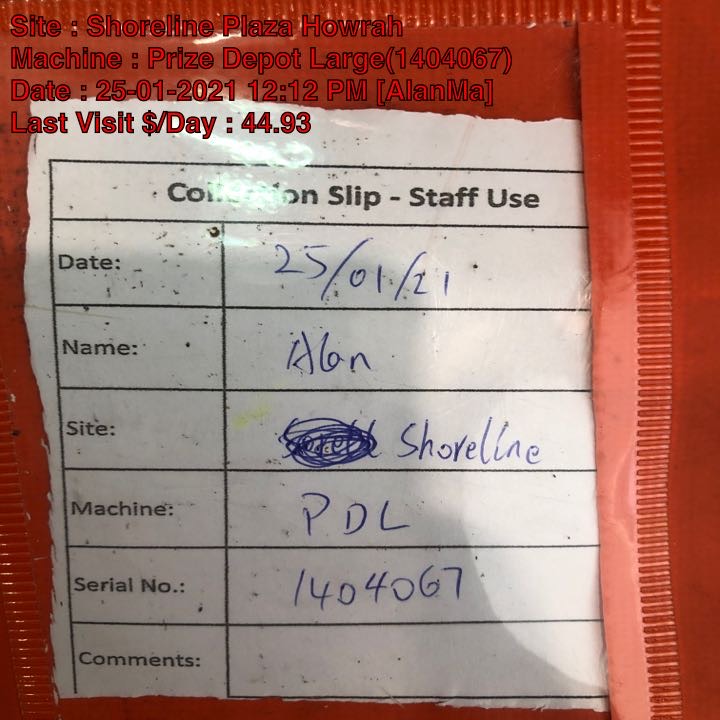 Site : Shoreline Plaza Howrah
Machine : Prize Depot Large(1404067)
Date : 25-01-2021 12:12 PM [AlanMa]
Last Visit $/Day : 44.93
Collection Slip - Staff Use
Date: 25/01/21
Name: Alan
Site: Shoreline
Machine: PDL
Serial No.: 1404067
Comments: